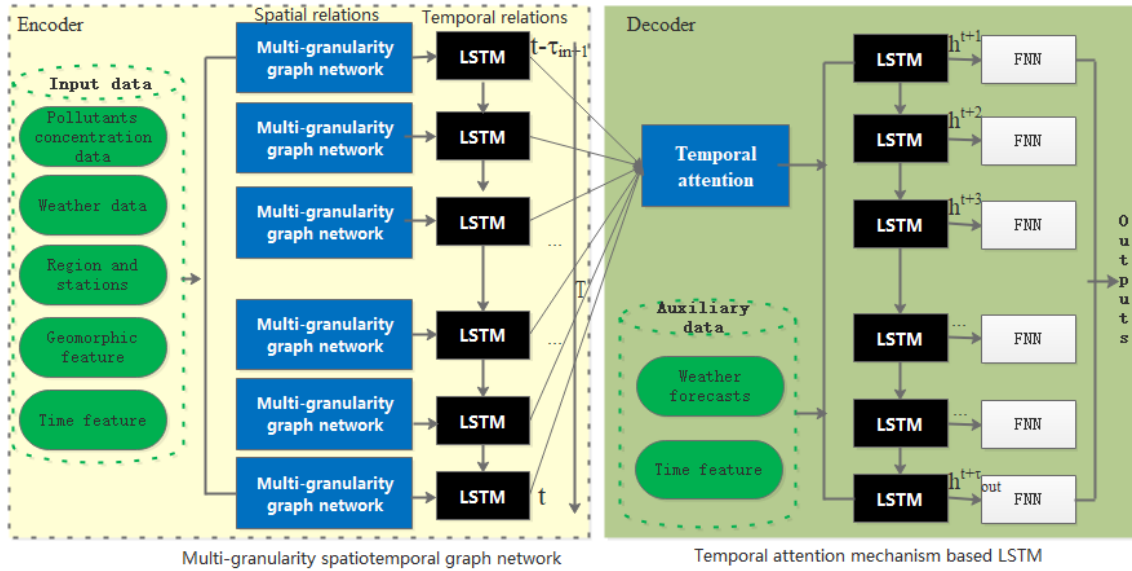 Encoder
Spatial relations
Temporal relations
Input data
Pollutants
concentration
data
Weather data
Region and
stations
Geomorphic
feature
Time feature
Multi-granularity
graph network
LSTM
t-τin+1
Multi-granularity
graph network
LSTM
Multi-granularity
graph network
LSTM
...
T
Multi-granularity
graph network
LSTM
...
Multi-granularity
graph network
LSTM
Multi-granularity
graph network
LSTM
t
Multi-granularity spatiotemporal graph network
Decoder
Temporal
attention
Auxiliary
data
Weather
forecasts
Time feature
LSTM
h^t+1
FNN
LSTM
h^t+2
FNN
LSTM
h^t+3
FNN
LSTM
...
FNN
LSTM
...
FNN
LSTM
h^t+τout
FNN
Outputs
Temporal attention mechanism based LSTM